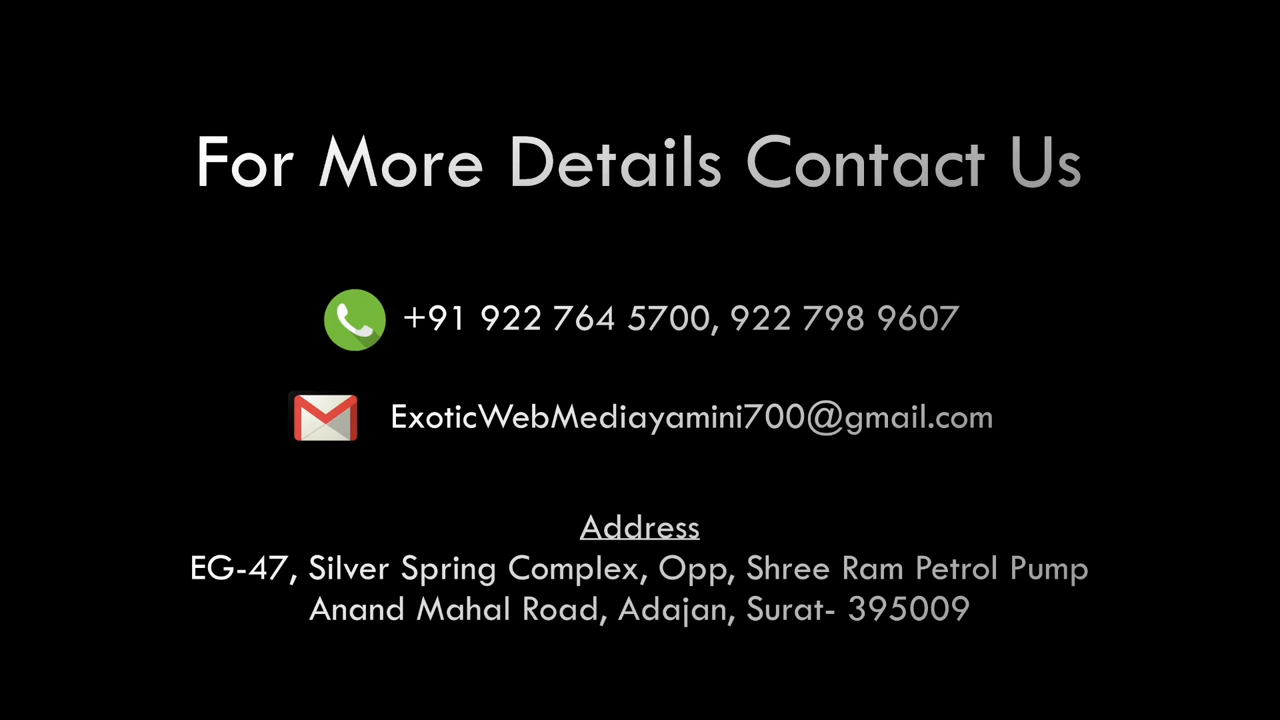 For More Details Contact Us
+91 922 764 5700, 922 798 9607
ExoticWebMediayamini700@gmail.com
Address
EG-47, Silver Spring Complex, Opp, Shree Ram Petrol Pump
Anand Mahal Road, Adajan, Surat- 395009